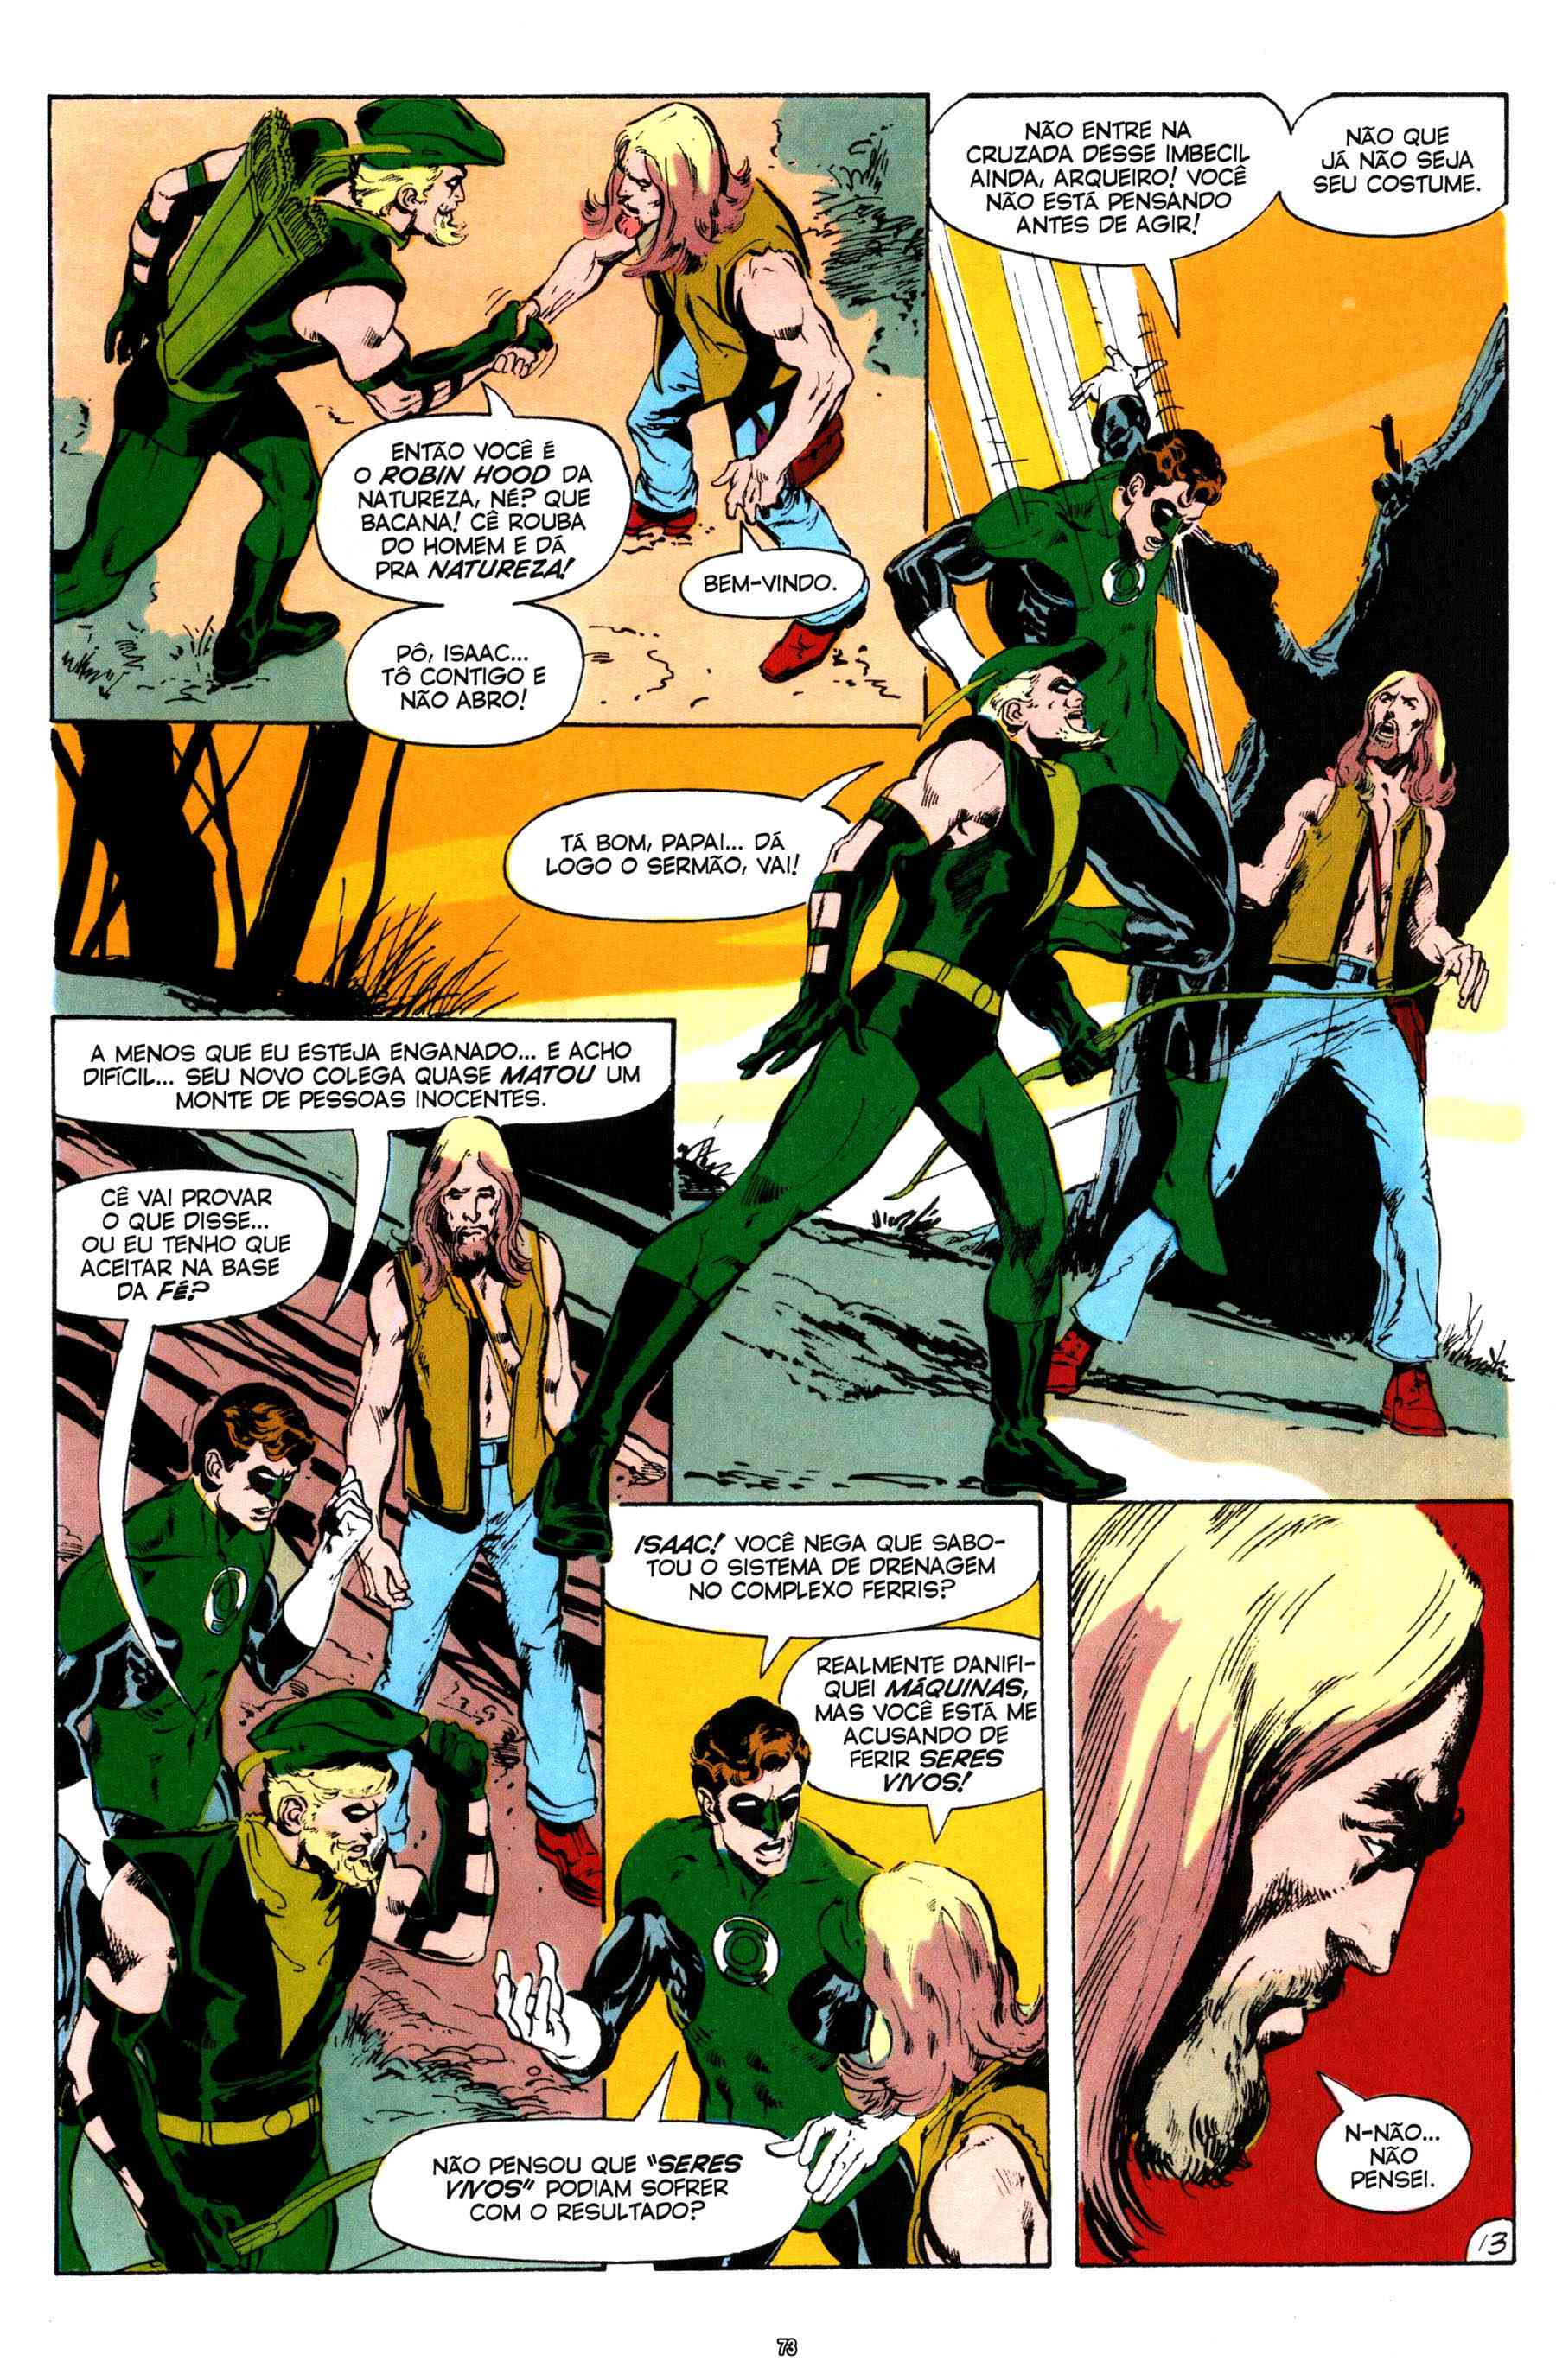 ENTÃO VOCÊ É
O ROBIN HOOD DA
NATUREZA, NÉ? QUE
BACANA! CÊ ROUBA
DO HOMEM E DÁ
PRA NATUREZA!
BEM-VINDO.
PÔ, ISAAC...
TÔ CONTIGO E
NÃO ABRO!
NÃO ENTRE NA
CRUZADA DESSE IMBECIL
AINDA, ARQUEIRO! VOCÊ
NÃO ESTÁ PENSANDO
ANTES DE AGIR!
NÃO QUE
JÁ NÃO SEJA
SEU COSTUME.
TÁ BOM, PAPAI... DÁ
LOGO O SERMÃO, VAI!
A MENOS QUE EU ESTEJA ENGANADO... E ACHO
DIFÍCIL... SEU NOVO COLEGA QUASE MATOU UM
MONTE DE PESSOAS INOCENTES.
CÊ VAI PROVAR
O QUE DISSE...
OU EU TENHO QUE
ACEITAR NA BASE
DA FÉ?
ISAAC! VOCÊ NEGA QUE SABO-
TOU O SISTEMA DE DRENAGEM
NO COMPLEXO FERRIS?
REALMENTE DANIFI-
QUEI MÁQUINAS,
MAS VOCÊ ESTÁ ME
ACUSANDO DE
FERIR SERES
VIVOS!
NÃO PENSOU QUE "SERES
VIVOS" PODIAM SOFRER
COM O RESULTADO?
N-NÃO...
NÃO
PENSEI.
13
73